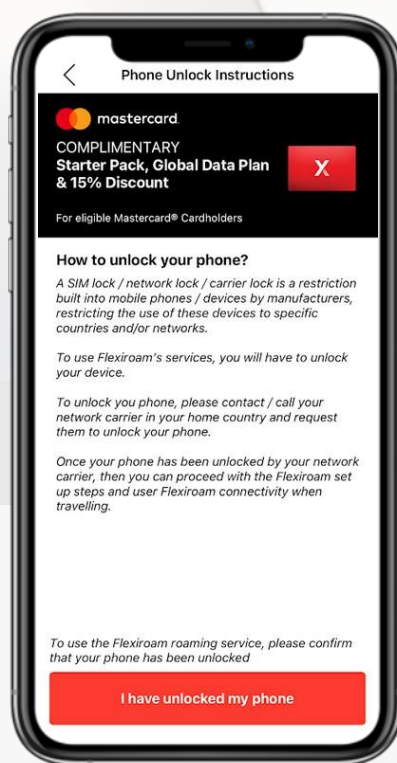 Phone Unlock Instructions
mastercard.
COMPLIMENTARY
Starter Pack, Global Data Plan
& 15% Discount
X
For eligible Mastercard® Cardholders
How to unlock your phone?
A SIM lock / network lock / carrier lock is a restriction
built into mobile phones / devices by manufacturers,
restricting the use of these devices to specific
countries and/or networks.
To use Flexiroam's services, you will have to unlock
your device.
To unlock you phone, please contact / call your
network carrier in your home country and request
them to unlock your phone.
Once your phone has been unlocked by your network
carrier, then you can proceed with the Flexiroam set
up steps and user Flexiroam connectivity when
travelling.
To use the Flexiroam roaming service, please confirm
that your phone has been unlocked
I have unlocked my phone